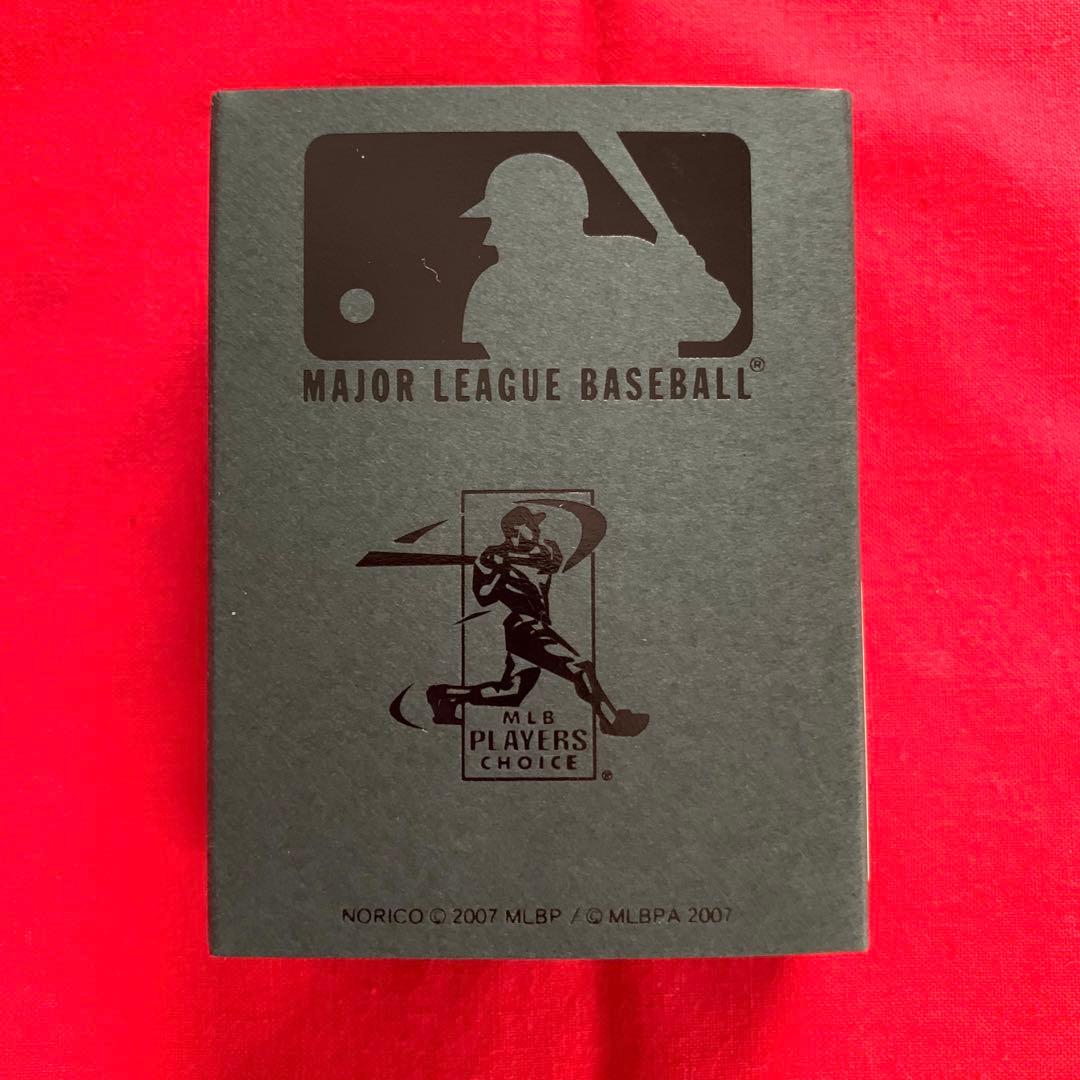 MAJOR LEAGUE BASEBALL®
MLB
PLAYERS
CHOICE ®
NORICO © 2007 MLBP / © MLBPA 2007